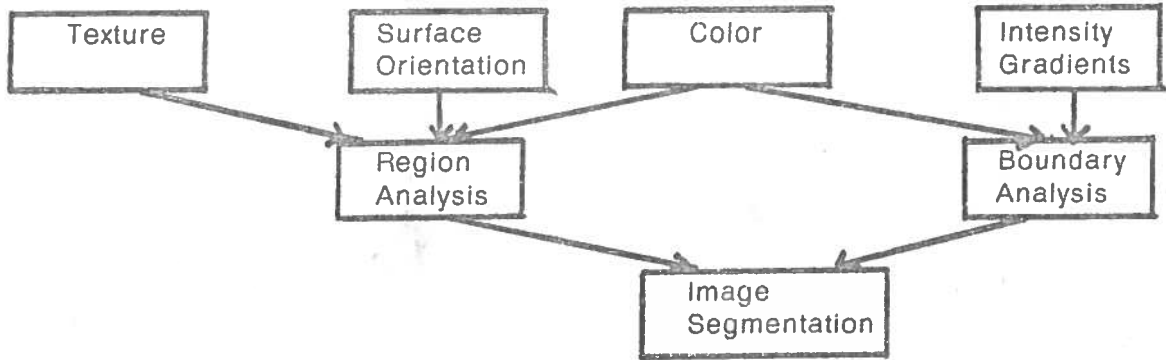 Texture
Surface
Orientation
Color
Intensity
Gradients
Region
Analysis
Boundary
Analysis
Image
Segmentation